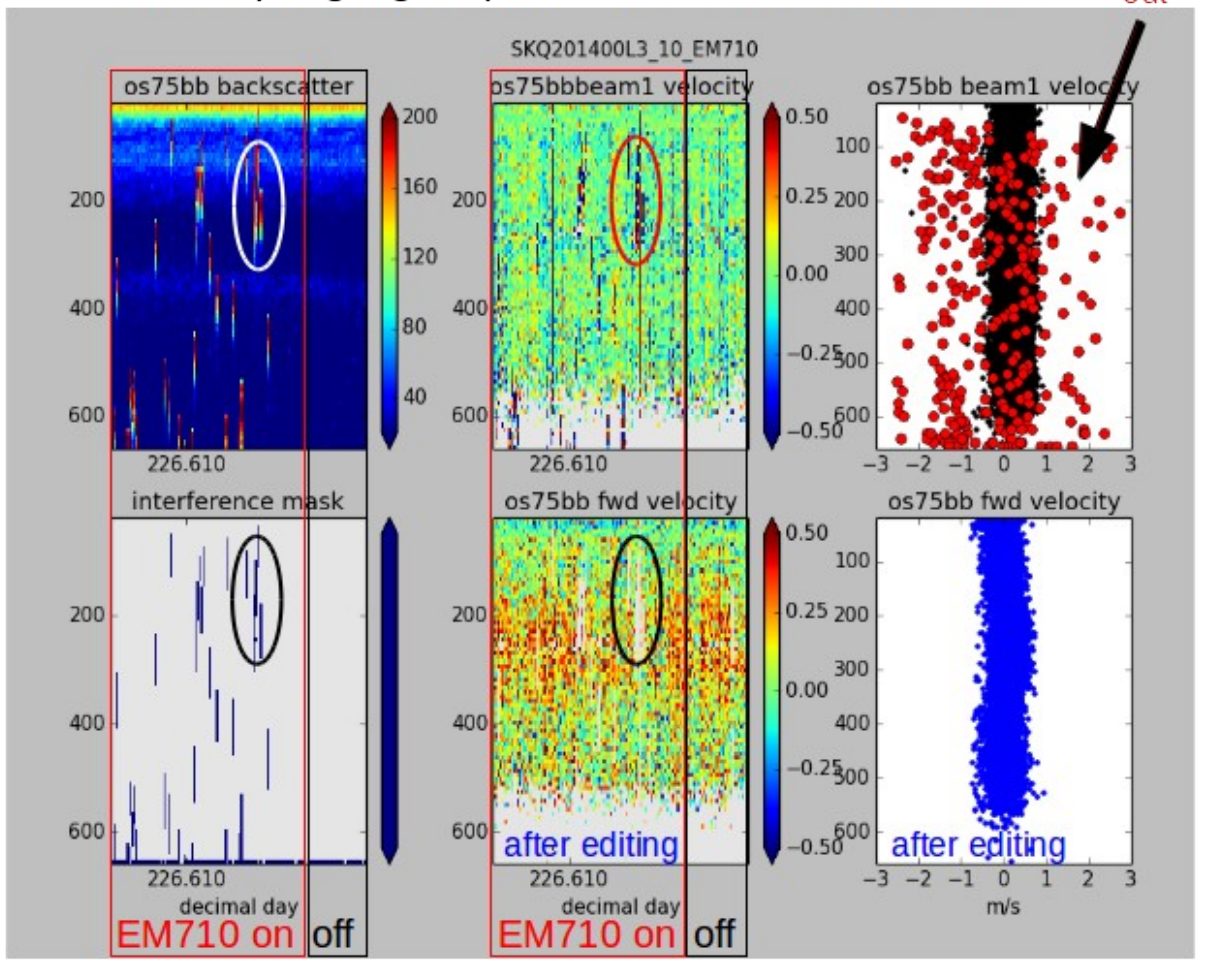 out
SKQ201400L3_10_EM710
os75bb backscatter
200
160
120
80
40
200
400
600
226.610
os75bbbeam1 velocity
0.50
0.25
0.00
−0.25
−0.50
200
400
600
226.610
os75bb beam1 velocity
100
200
300
400
500
600
−3 −2 −1 0 1 2 3
interference mask
200
400
600
226.610
decimal day
EM710 on
off
os75bb fwd velocity
0.50
0.25
0.00
−0.25
−0.50
200
400
600
after editing
226.610
decimal day
EM710 on
off
os75bb fwd velocity
100
200
300
400
500
600
after editing
−3 −2 −1 0 1 2 3
m/s